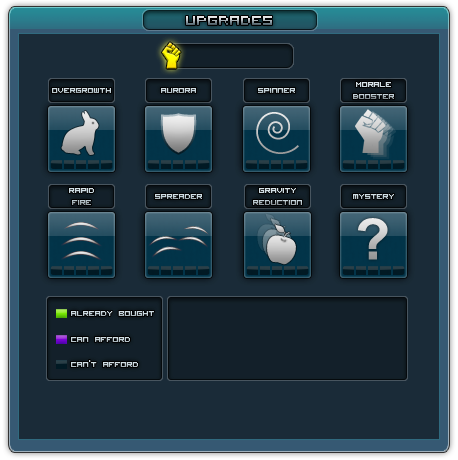 UPGRADES
OVERGROWTH
AURORA
SPINNER
MORALE
BOOSTER
RAPID
FIRE
SPREADER
GRAVITY
REDUCTION
MYSTERY
?
ALREADY BOUGHT
CAN AFFORD
CAN'T AFFORD